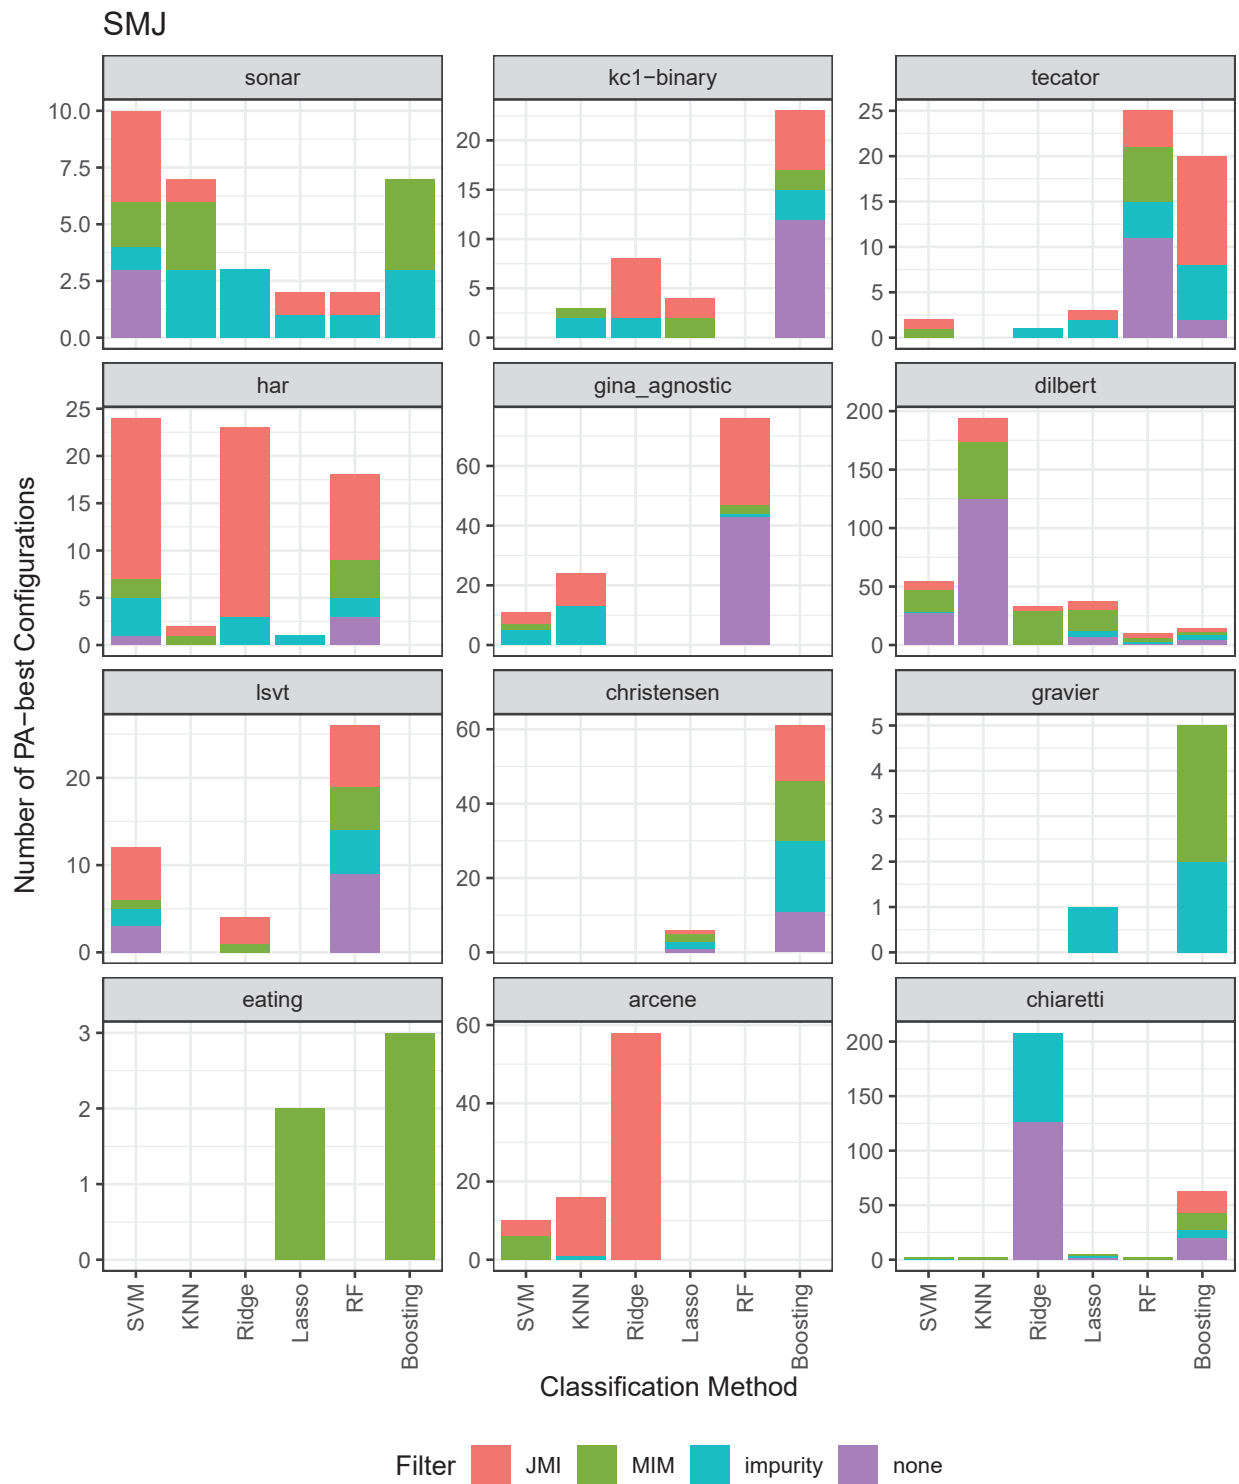 SMJ
sonar
kc1−binary
tecator
10.0
7.5
5.0
2.5
0.0
20
15
10
5
0
25
20
15
10
5
0
har
gina_agnostic
dilbert
25
20
15
10
5
0
60
40
20
0
200
150
100
50
0
lsvt
christensen
gravier
20
10
0
60
40
20
0
5
4
3
2
1
0
eating
arcene
chiaretti
3
2
1
0
60
40
20
0
200
150
100
50
0
Number of PA−best Configurations
SVM
KNN
Ridge
Lasso
RF
Boosting
SVM
KNN
Ridge
Lasso
RF
Boosting
SVM
KNN
Ridge
Lasso
RF
Boosting
Classification Method
Filter JMI MIM impurity none